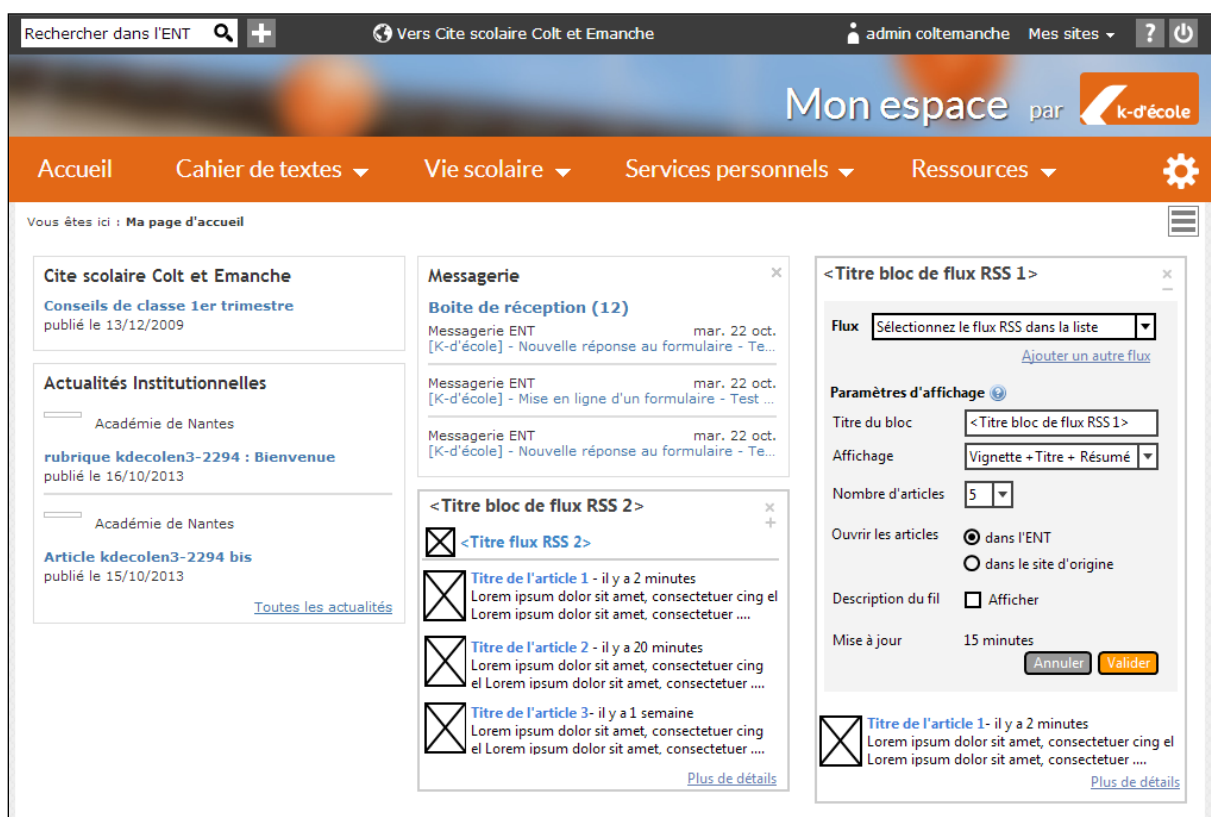 Rechercher dans l'ENT
Vers Cite scolaire Colt et Emanche
admin coltemanche Mes sites ?
Mon espace par k-d'école
Accueil Cahier de textes Vie scolaire Services personnels Ressources
Vous êtes ici : Ma page d'accueil
Cite scolaire Colt et Emanche
Conseils de classe 1er trimestre
publié le 13/12/2009
Actualités Institutionnelles
Académie de Nantes
rubrique kdecolen3-2294 : Bienvenue
publié le 16/10/2013
Académie de Nantes
Article kdecolen3-2294 bis
publié le 15/10/2013
Toutes les actualités
Messagerie
Boite de réception (12)
Messagerie ENT mar. 22 oct.
[K-d'école] - Nouvelle réponse au formulaire - Te...
Messagerie ENT mar. 22 oct.
[K-d'école] - Mise en ligne d'un formulaire - Test ...
Messagerie ENT mar. 22 oct.
[K-d'école] - Nouvelle réponse au formulaire - Te...
<Titre bloc de flux RSS 2>
<Titre flux RSS 2>
Titre de l'article 1 - il y a 2 minutes
Lorem ipsum dolor sit amet, consectetuer cing el
Lorem ipsum dolor sit amet, consectetuer ....
Titre de l'article 2 - il y a 20 minutes
Lorem ipsum dolor sit amet, consectetuer cing
el Lorem ipsum dolor sit amet, consectetuer ....
Titre de l'article 3- il y a 1 semaine
Lorem ipsum dolor sit amet, consectetuer cing
el Lorem ipsum dolor sit amet, consectetuer ....
Plus de détails
<Titre bloc de flux RSS 1>
Flux Sélectionnez le flux RSS dans la liste
Ajouter un autre flux
Paramètres d'affichage
Titre du bloc <Titre bloc de flux RSS 1>
Affichage Vignette + Titre + Résumé
Nombre d'articles 5
Ouvrir les articles dans l'ENT
dans le site d'origine
Description du fil Afficher
Mise à jour 15 minutes
Annuler Valider
Titre de l'article 1- il y a 2 minutes
Lorem ipsum dolor sit amet, consectetuer cing el
Lorem ipsum dolor sit amet, consectetuer ....
Plus de détails